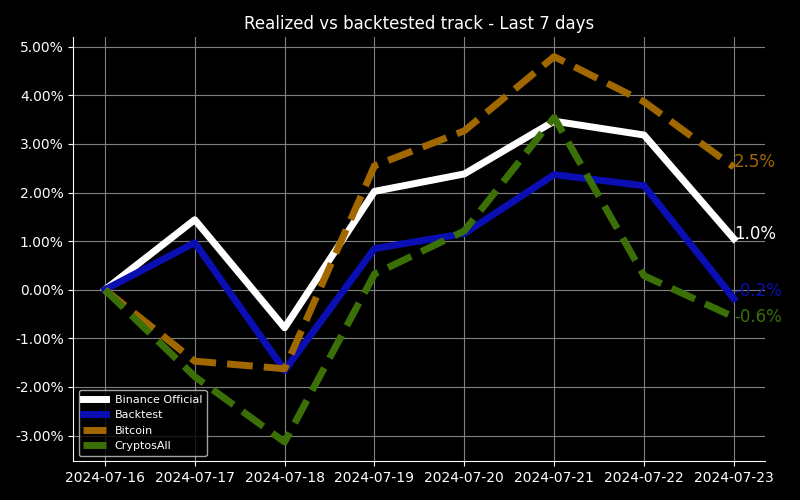 Realized vs backtested track - Last 7 days
5.00%
4.00%
3.00%
2.00%
1.00%
0.00%
-1.00%
-2.00%
-3.00%
2.5%
1.0%
-0.2%
-0.6%
Binance Official
Backtest
Bitcoin
CryptosAll
2024-07-16 2024-07-17 2024-07-18 2024-07-19 2024-07-20 2024-07-21 2024-07-22 2024-07-23